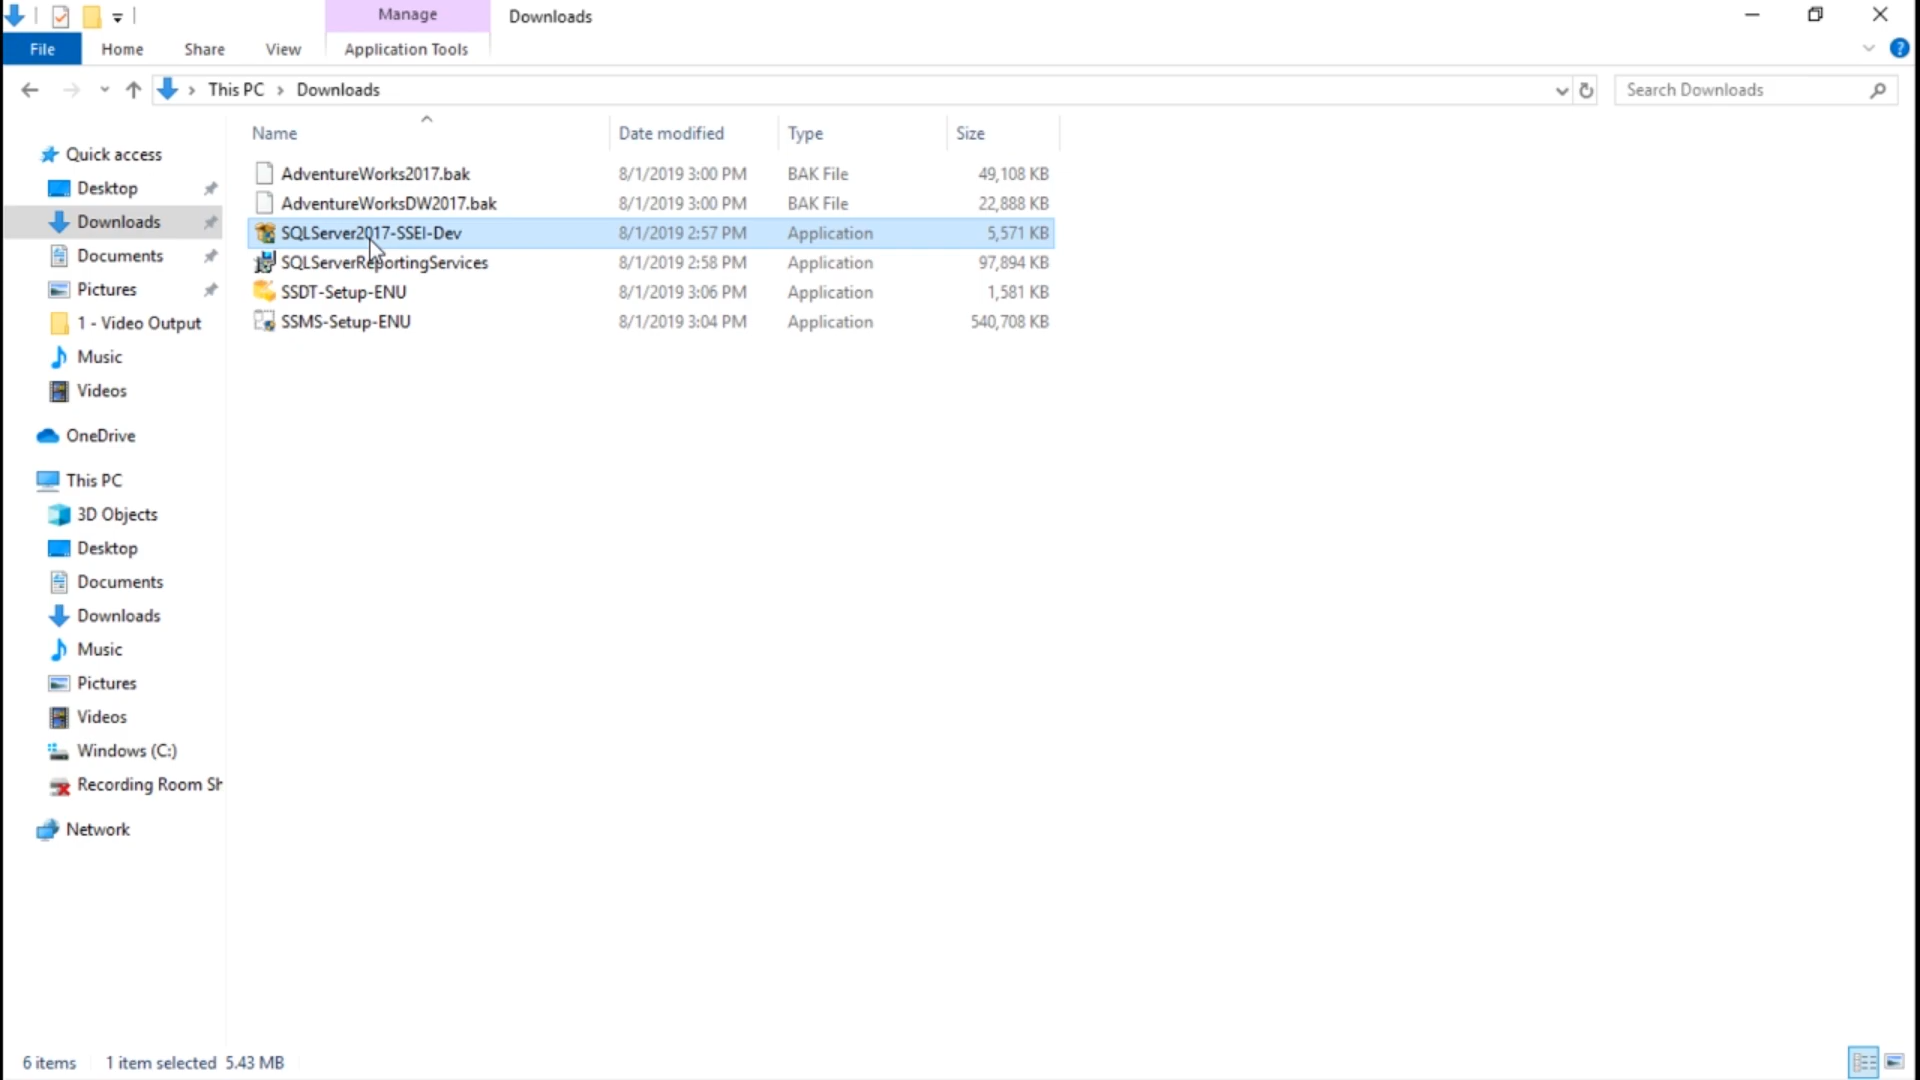 Manage
Downloads
File
Home
Share
View
Application Tools
?
This PC
Downloads
Search Downloads
Name
Date modified
Type
Size
Quick access
Desktop
Downloads
Documents
Pictures
1 - Video Output
Music
Videos
OneDrive
This PC
3D Objects
Desktop
Documents
Downloads
Music
Pictures
Videos
Windows (C:)
Recording Room Sh
Network
AdventureWorks2017.bak 8/1/2019 3:00 PM BAK File 49,108 KB
AdventureWorksDW2017.bak 8/1/2019 3:00 PM BAK File 22,888 KB
SQLServer2017-SSEI-Dev 8/1/2019 2:57 PM Application 5,571 KB
SQLServerReportingServices 8/1/2019 2:58 PM Application 97,894 KB
SSDT-Setup-ENU 8/1/2019 3:06 PM Application 1,581 KB
SSMS-Setup-ENU 8/1/2019 3:04 PM Application 540,708 KB
6 items 1 item selected 5.43 MB